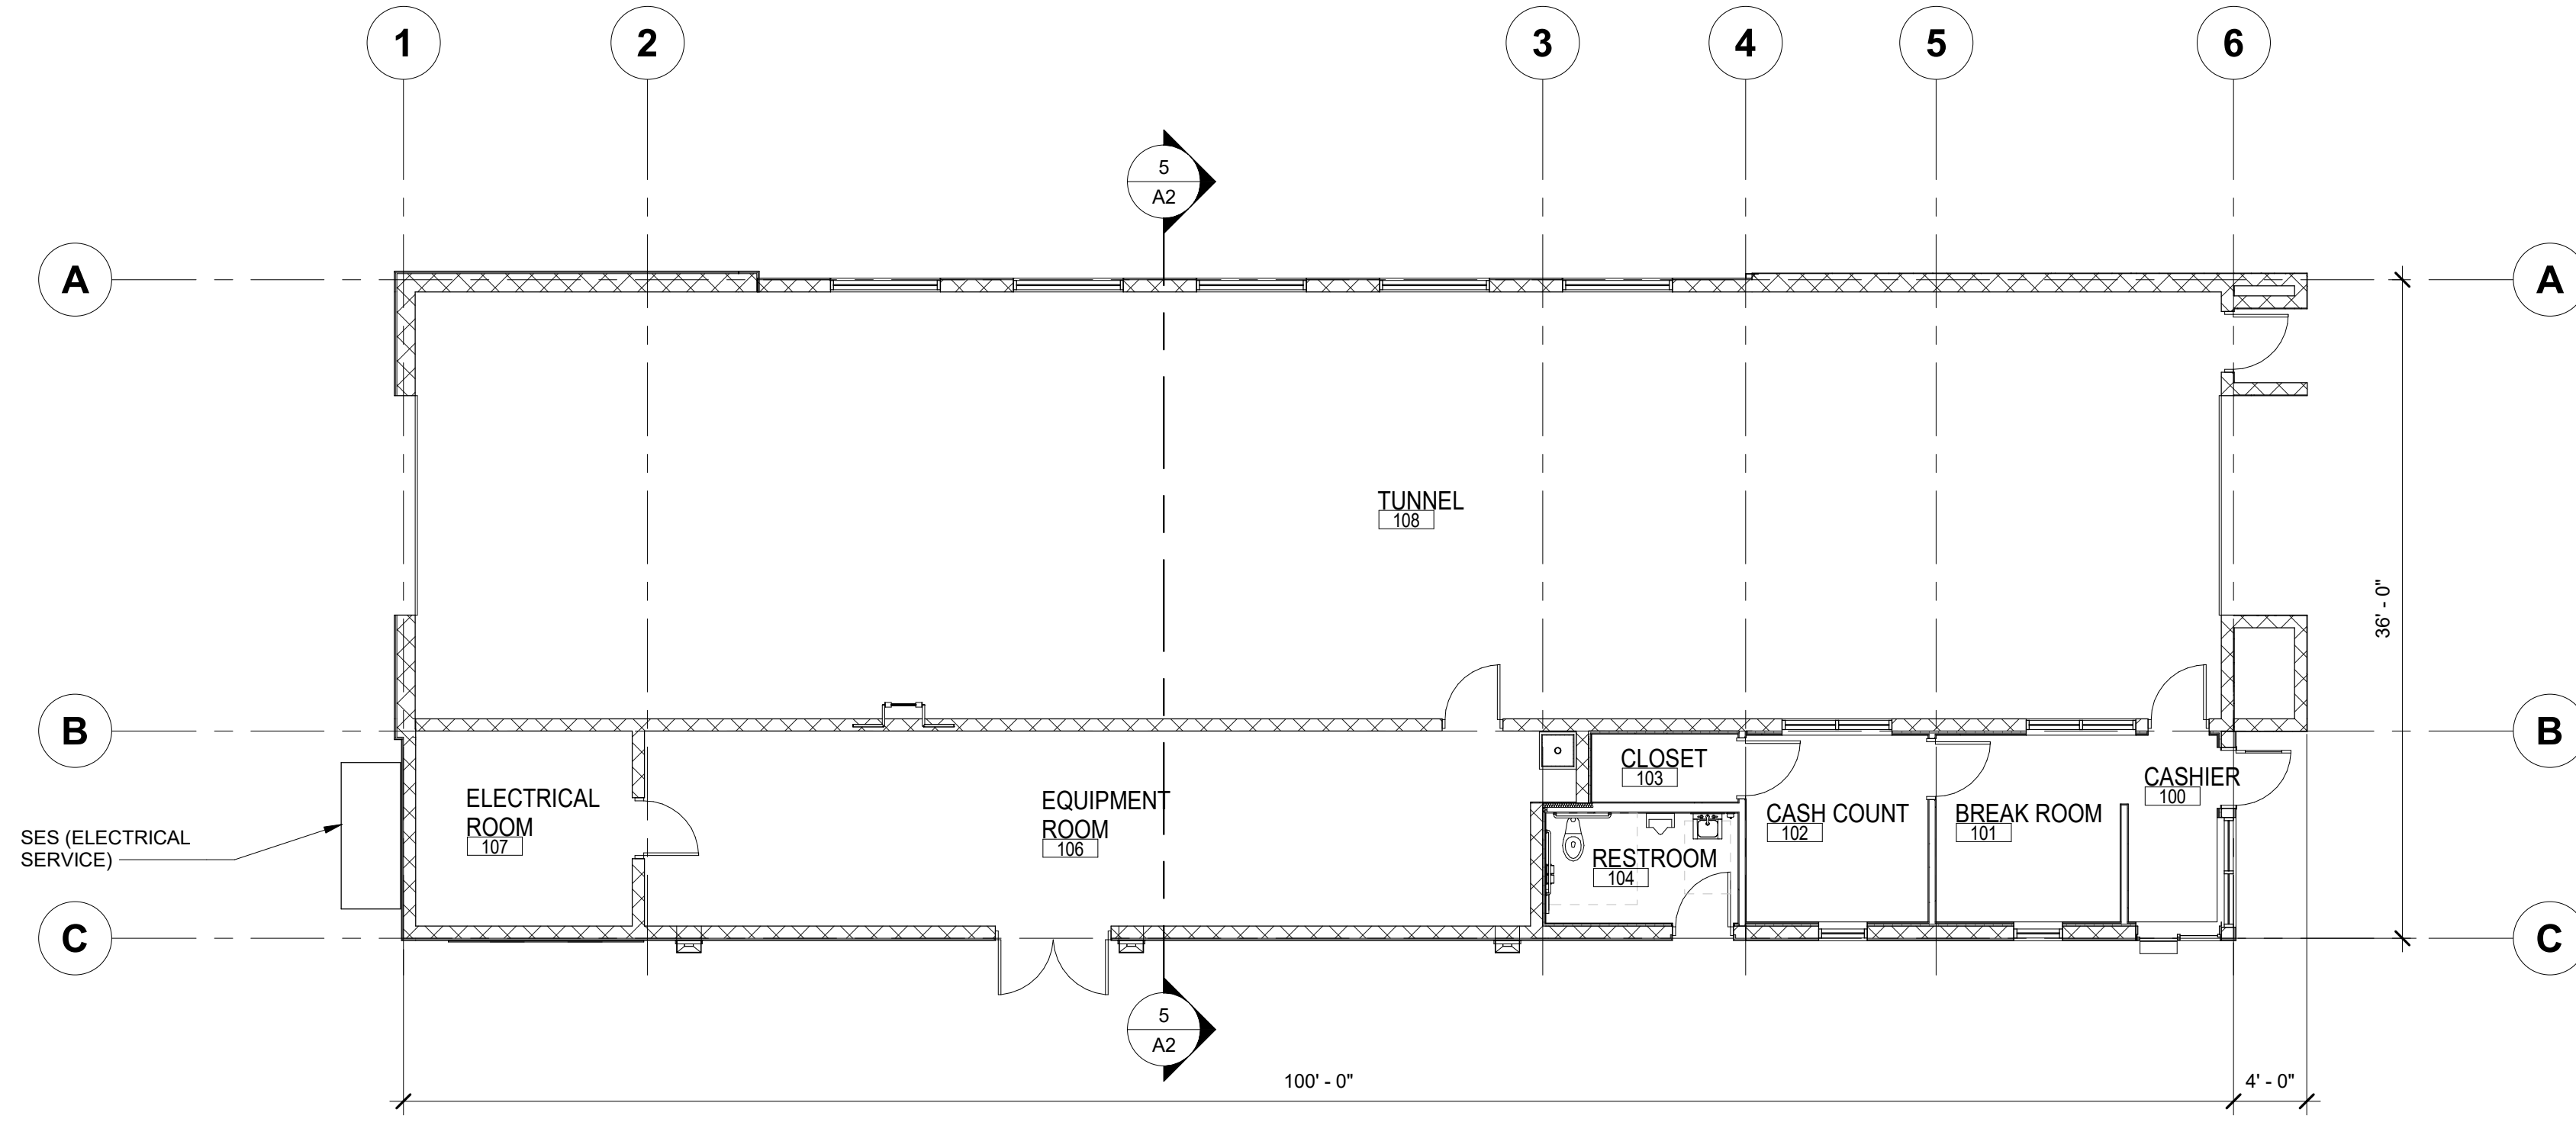 1
2
3
4
5
6
5
A2
A
A
TUNNEL
108
36' - 0"
B
B
CLOSET
103
CASHIER
100
ELECTRICAL
ROOM
107
EQUIPMENT
ROOM
106
CASH COUNT
102
BREAK ROOM
101
SES (ELECTRICAL
SERVICE)
RESTROOM
104
C
C
5
A2
100' - 0"
4' - 0"